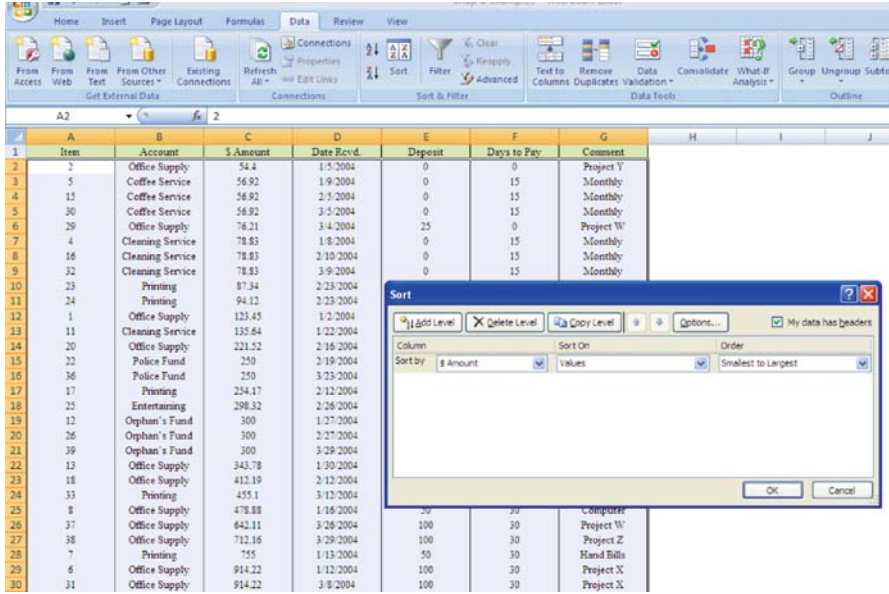 Home Insert Page Layout Formulas Data Review View
From Access
From Web
From Text
From Other Sources
Existing Connections
Get External Data
Refresh All
Connections
Properties
Edit Links
Connections
Sort
Filter
Clear
Reapply
Advanced
Sort & Filter
Text to Columns
Remove Duplicates
Data Validation
Consolidate
What-If Analysis
Data Tools
Group
Ungroup
Outline
A2 fx 2
A B C D E F G H I J
1 Item Account $ Amount Date Rcvd. Deposit Days to Pay Comment
2 2 Office Supply 54.4 1/5/2004 0 0 Project Y
3 5 Coffee Service 56.92 1/9/2004 0 15 Monthly
4 15 Coffee Service 56.92 2/5/2004 0 15 Monthly
5 30 Coffee Service 56.92 3/5/2004 0 15 Monthly
6 29 Office Supply 76.21 3/4/2004 25 0 Project W
7 4 Cleaning Service 78.83 1/8/2004 0 15 Monthly
8 16 Cleaning Service 78.83 2/10/2004 0 15 Monthly
9 32 Cleaning Service 78.83 3/9/2004 0 15 Monthly
10 23 Printing 87.34 2/23/2004
11 24 Printing 94.12 2/23/2004
12 1 Office Supply 123.45 1/2/2004
13 11 Cleaning Service 135.64 1/22/2004
14 20 Office Supply 221.52 2/16/2004
15 22 Police Fund 250 2/19/2004
16 36 Police Fund 250 3/23/2004
17 17 Printing 254.17 2/12/2004
18 25 Entertaining 298.32 2/26/2004
19 12 Orphan's Fund 300 1/27/2004
20 26 Orphan's Fund 300 2/27/2004
21 39 Orphan's Fund 300 3/29/2004
22 13 Office Supply 343.78 1/30/2004
23 18 Office Supply 412.19 2/12/2004
24 33 Printing 455.1 3/12/2004
25 8 Office Supply 478.88 1/16/2004 50 30 Computer
26 37 Office Supply 642.11 3/26/2004 100 30 Project W
27 38 Office Supply 712.16 3/29/2004 100 30 Project Z
28 7 Printing 755 1/13/2004 50 30 Hand Bills
29 6 Office Supply 914.22 1/12/2004 100 30 Project X
30 31 Office Supply 914.22 3/8/2004 100 30 Project X
Sort
Add Level Delete Level Copy Level Options... My data has headers
Column Sort On Order
Sort by $ Amount Values Smallest to Largest
OK Cancel